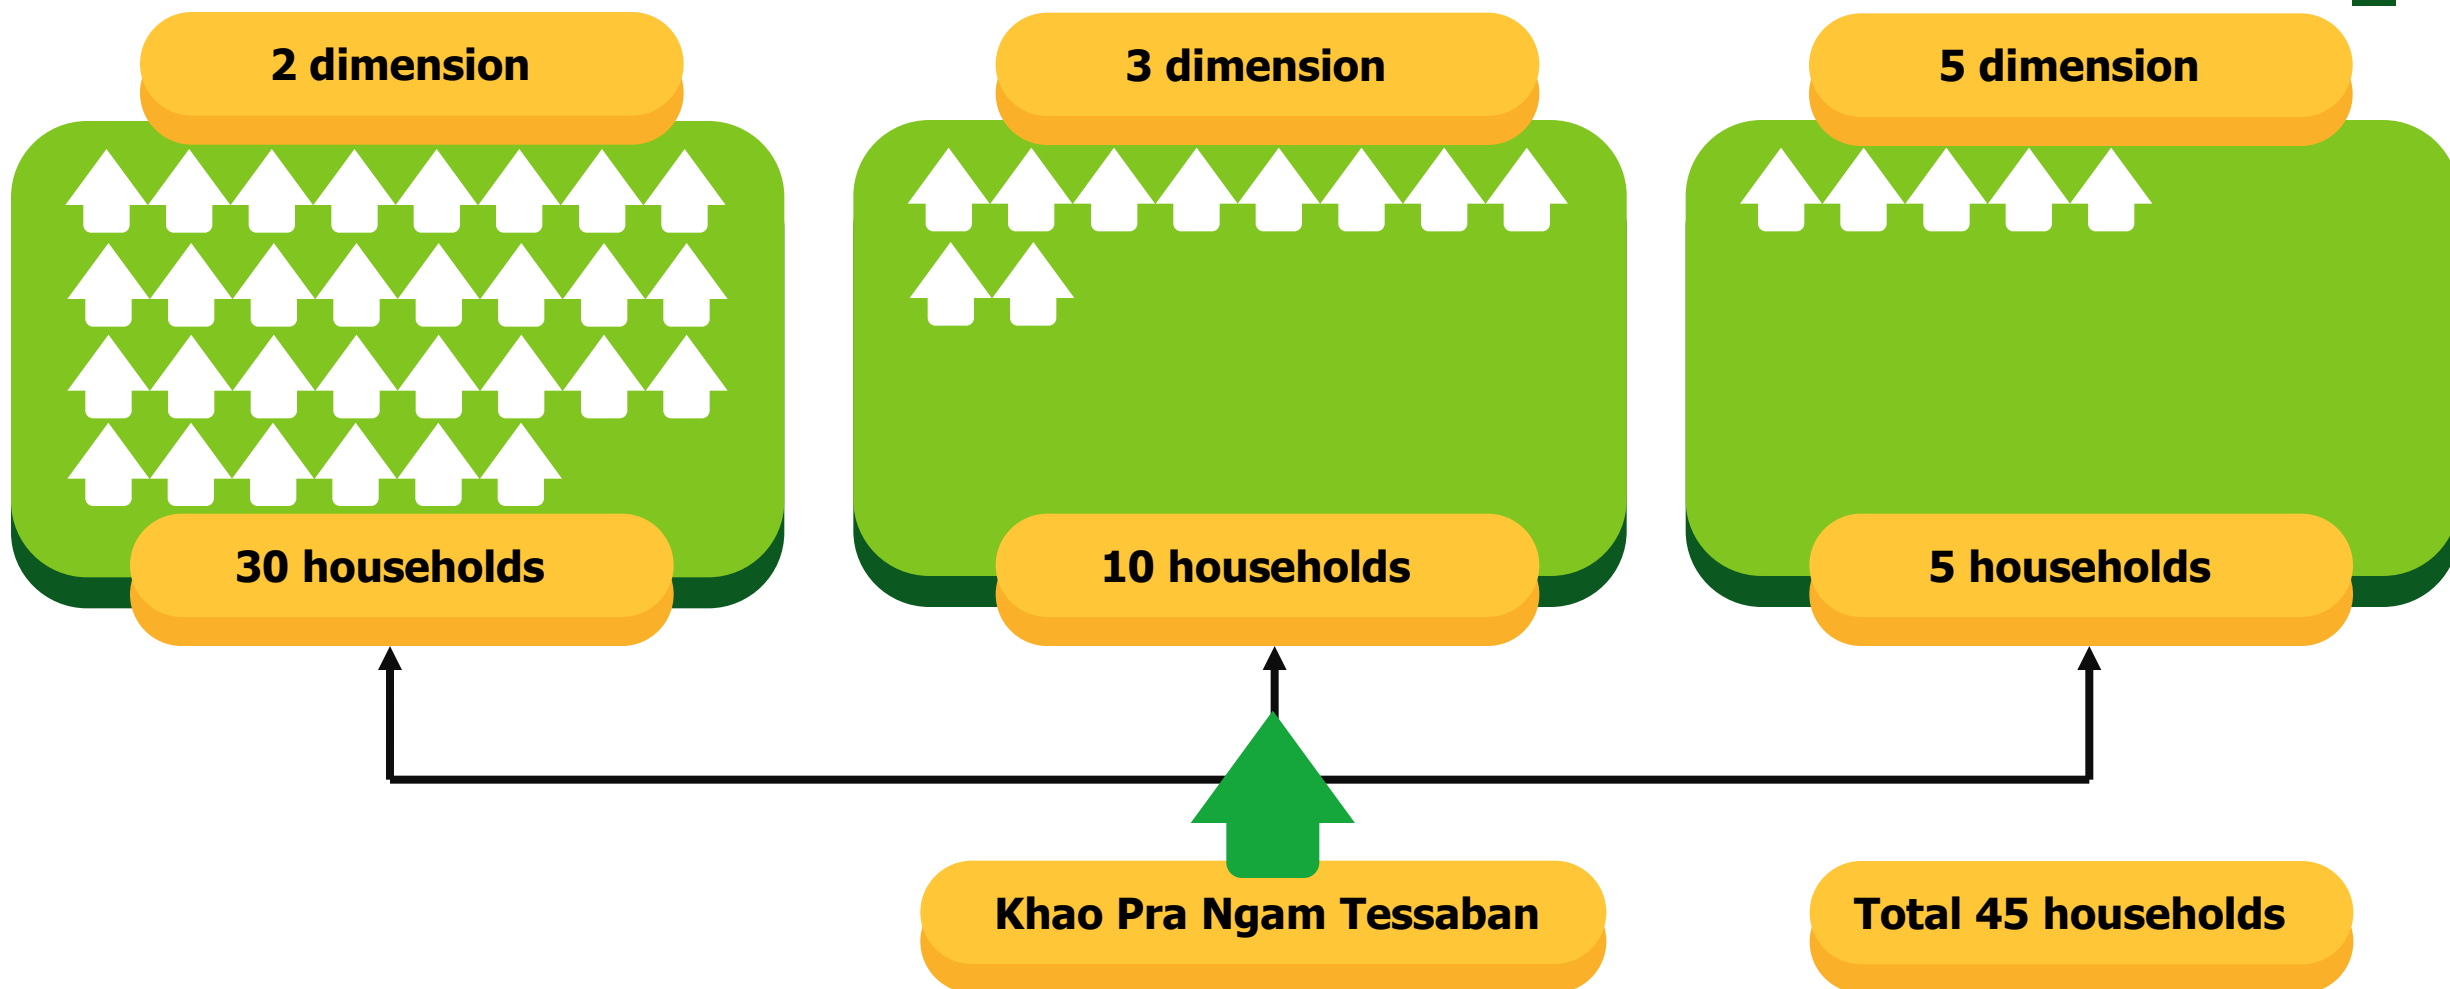 2 dimension
3 dimension
5 dimension
30 households
10 households
5 households
Khao Pra Ngam Tessaban
Total 45 households